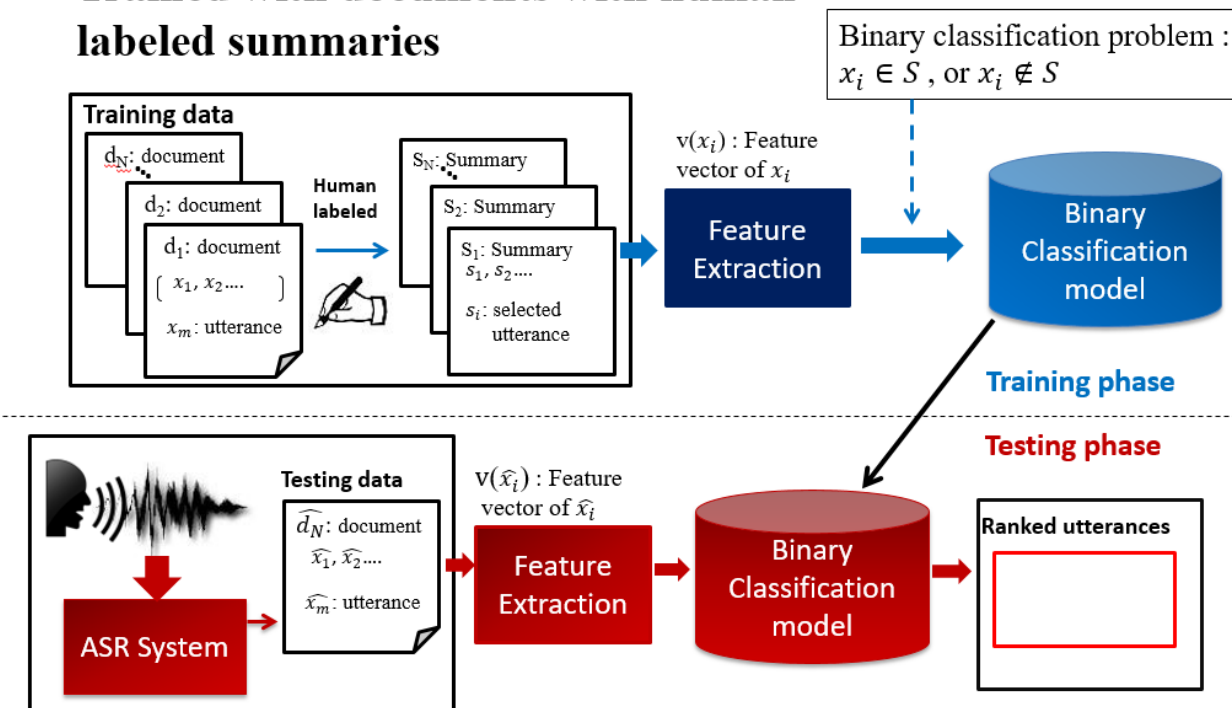 labeled summaries
Binary classification problem :
𝑥ᵢ ∈ 𝑆 , or 𝑥ᵢ ∉ 𝑆
Training data
d_N: document
d₂: document
d₁: document
𝑥₁, 𝑥₂....
𝑥ₘ: utterance
Human
labeled
S_N: Summary
S₂: Summary
S₁: Summary
𝑠₁, 𝑠₂....
𝑠ᵢ: selected
utterance
v(𝑥ᵢ) : Feature
vector of 𝑥ᵢ
Feature
Extraction
Binary
Classification
model
Training phase
Testing phase
ASR System
Testing data
d̂_N: document
x̂₁, x̂₂....
x̂ₘ: utterance
v(x̂ᵢ) : Feature
vector of x̂ᵢ
Feature
Extraction
Binary
Classification
model
Ranked utterances